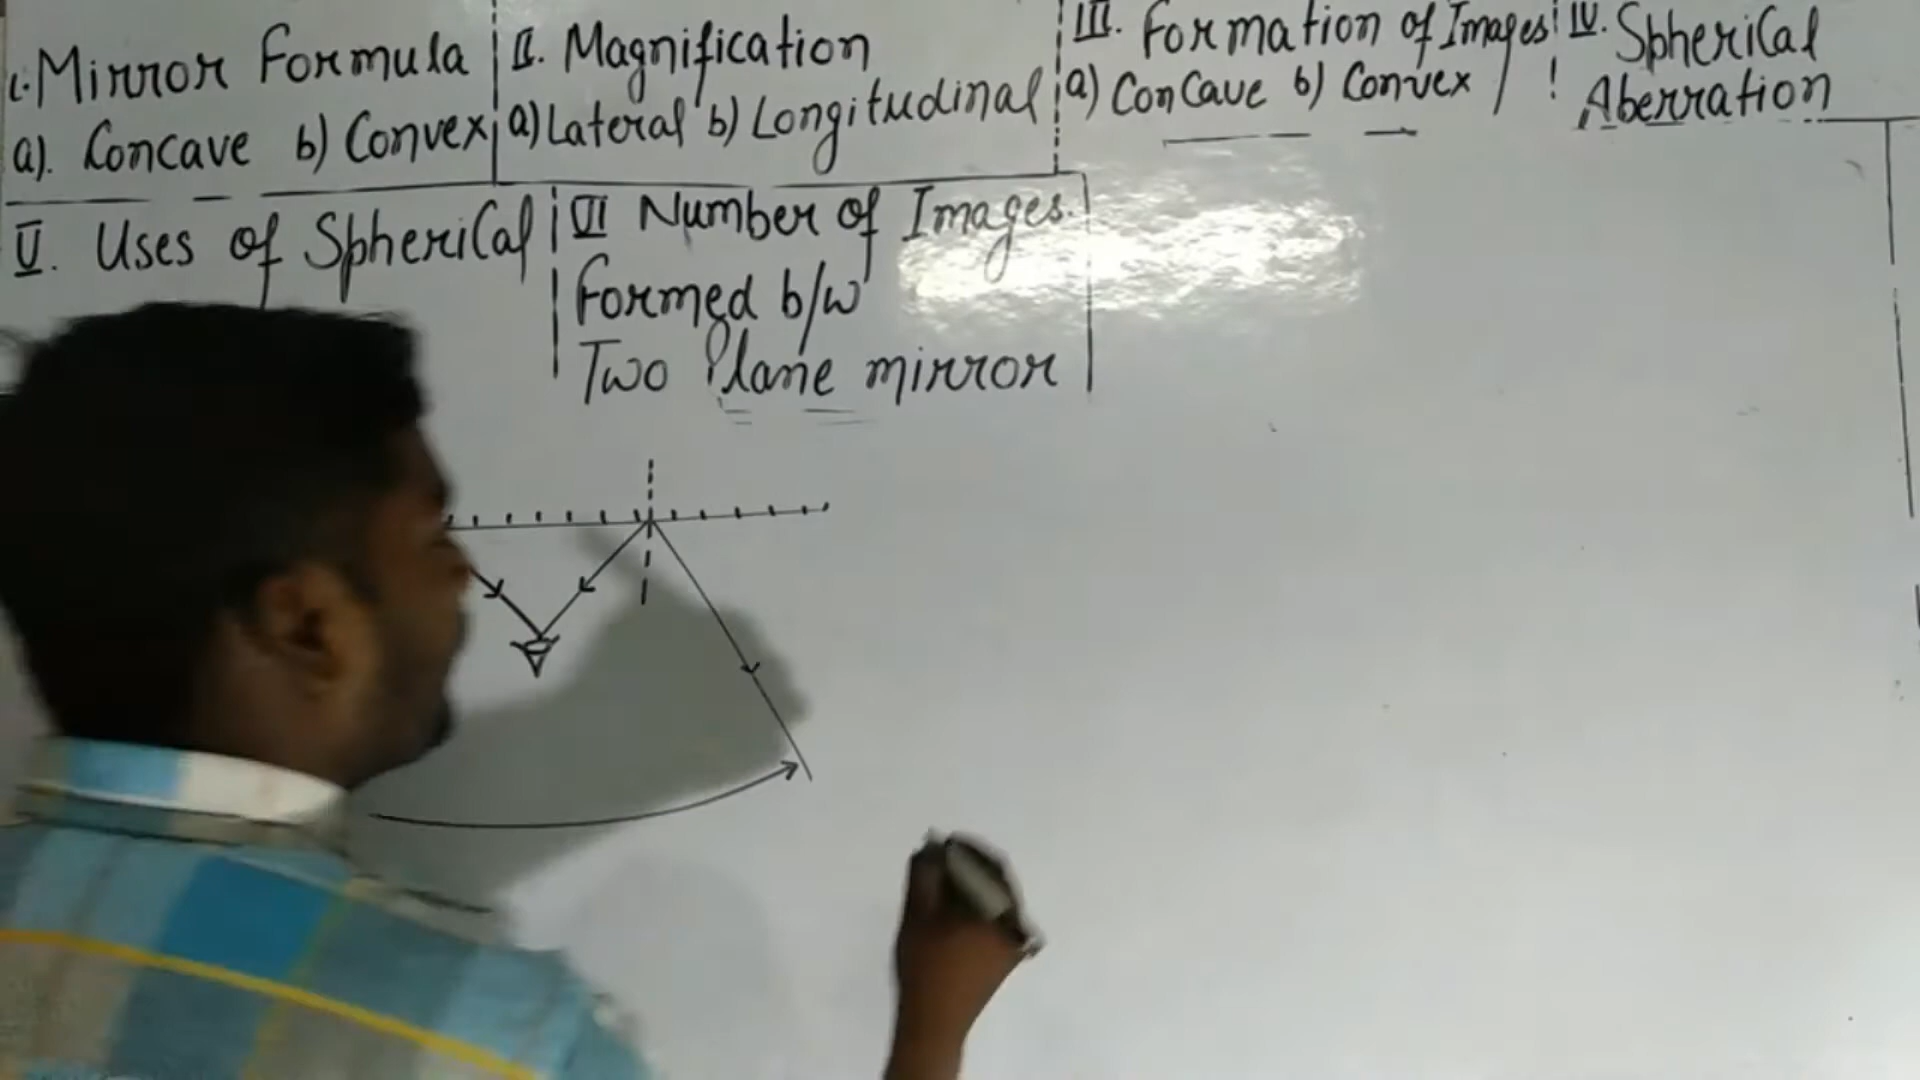 I. Mirror Formula
a). Concave b) Convex
II. Magnification
a) Lateral b) Longitudinal
III. Formation of Images
a) Concave b) Convex
IV. Spherical
Aberration
V. Uses of Spherical
VI Number of Images.
Formed b/w
Two Plane mirror